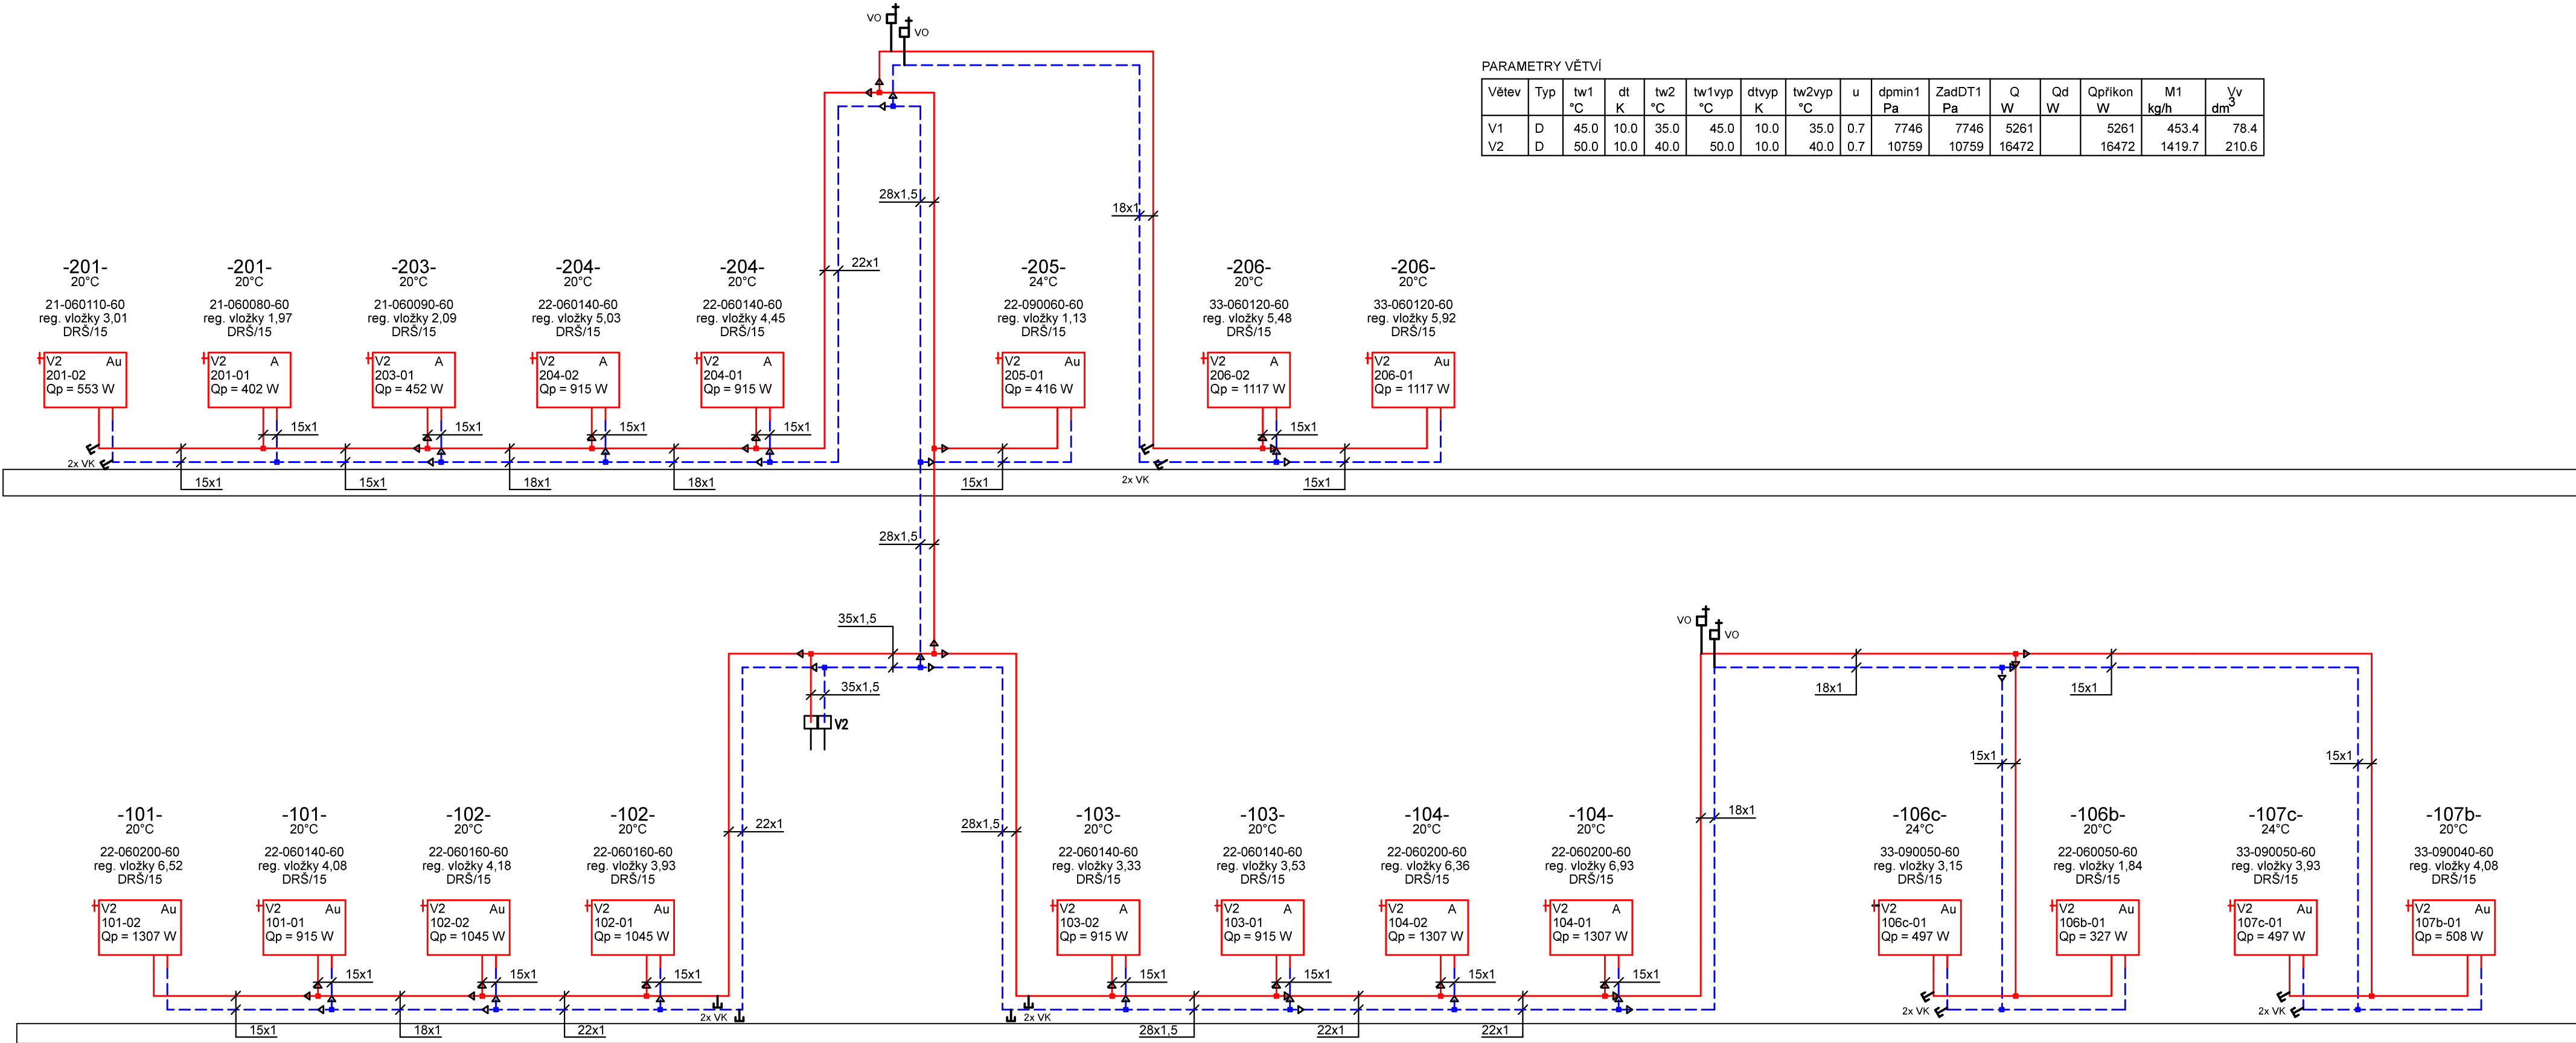 VO
VO
PARAMETRY VĚTVÍ
Větev Typ tw1 dt tw2 tw1vyp dtvyp tw2vyp u dpmin1 ZadDT1 Q Qd Qpříkon M1 Vv
°C K °C °C K °C Pa Pa W W W kg/h dm3
V1 D 45.0 10.0 35.0 45.0 10.0 35.0 0.7 7746 7746 5261 5261 453.4 78.4
V2 D 50.0 10.0 40.0 50.0 10.0 40.0 0.7 10759 10759 16472 16472 1419.7 210.6
28x1,5
18x1
22x1
-201- -201- -203- -204- -204- -205- -206- -206-
20°C 20°C 20°C 20°C 20°C 24°C 20°C 20°C
21-060110-60 21-060080-60 21-060090-60 22-060140-60 22-060140-60 22-090060-60 33-060120-60 33-060120-60
reg. vložky 3,01 reg. vložky 1,97 reg. vložky 2,09 reg. vložky 5,03 reg. vložky 4,45 reg. vložky 1,13 reg. vložky 5,48 reg. vložky 5,92
DRŠ/15 DRŠ/15 DRŠ/15 DRŠ/15 DRŠ/15 DRŠ/15 DRŠ/15 DRŠ/15
V2 Au V2 A V2 A V2 A V2 A V2 Au V2 A V2 Au
201-02 201-01 203-01 204-02 204-01 205-01 206-02 206-01
Qp = 553 W Qp = 402 W Qp = 452 W Qp = 915 W Qp = 915 W Qp = 416 W Qp = 1117 W Qp = 1117 W
15x1 15x1 15x1 15x1 15x1
2x VK
2x VK
15x1 15x1 18x1 18x1 15x1 15x1
28x1,5
35x1,5
VO
VO
35x1,5
18x1 15x1
V2
15x1 15x1
18x1
22x1 28x1,5
-101- -101- -102- -102- -103- -103- -104- -104- -106c- -106b- -107c- -107b-
20°C 20°C 20°C 20°C 20°C 20°C 20°C 20°C 24°C 20°C 24°C 20°C
22-060200-60 22-060140-60 22-060160-60 22-060160-60 22-060140-60 22-060140-60 22-060200-60 22-060200-60 33-090050-60 22-060050-60 33-090050-60 33-090040-60
reg. vložky 6,52 reg. vložky 4,08 reg. vložky 4,18 reg. vložky 3,93 reg. vložky 3,33 reg. vložky 3,53 reg. vložky 6,36 reg. vložky 6,93 reg. vložky 3,15 reg. vložky 1,84 reg. vložky 3,93 reg. vložky 4,08
DRŠ/15 DRŠ/15 DRŠ/15 DRŠ/15 DRŠ/15 DRŠ/15 DRŠ/15 DRŠ/15 DRŠ/15 DRŠ/15 DRŠ/15 DRŠ/15
V2 Au V2 Au V2 Au V2 Au V2 A V2 A V2 A V2 A V2 Au V2 Au V2 Au V2 Au
101-02 101-01 102-02 102-01 103-02 103-01 104-02 104-01 106c-01 106b-01 107c-01 107b-01
Qp = 1307 W Qp = 915 W Qp = 1045 W Qp = 1045 W Qp = 915 W Qp = 915 W Qp = 1307 W Qp = 1307 W Qp = 497 W Qp = 327 W Qp = 497 W Qp = 508 W
15x1 15x1 15x1 15x1 15x1 15x1 15x1
2x VK 2x VK 2x VK 2x VK
15x1 18x1 22x1 28x1,5 22x1 22x1